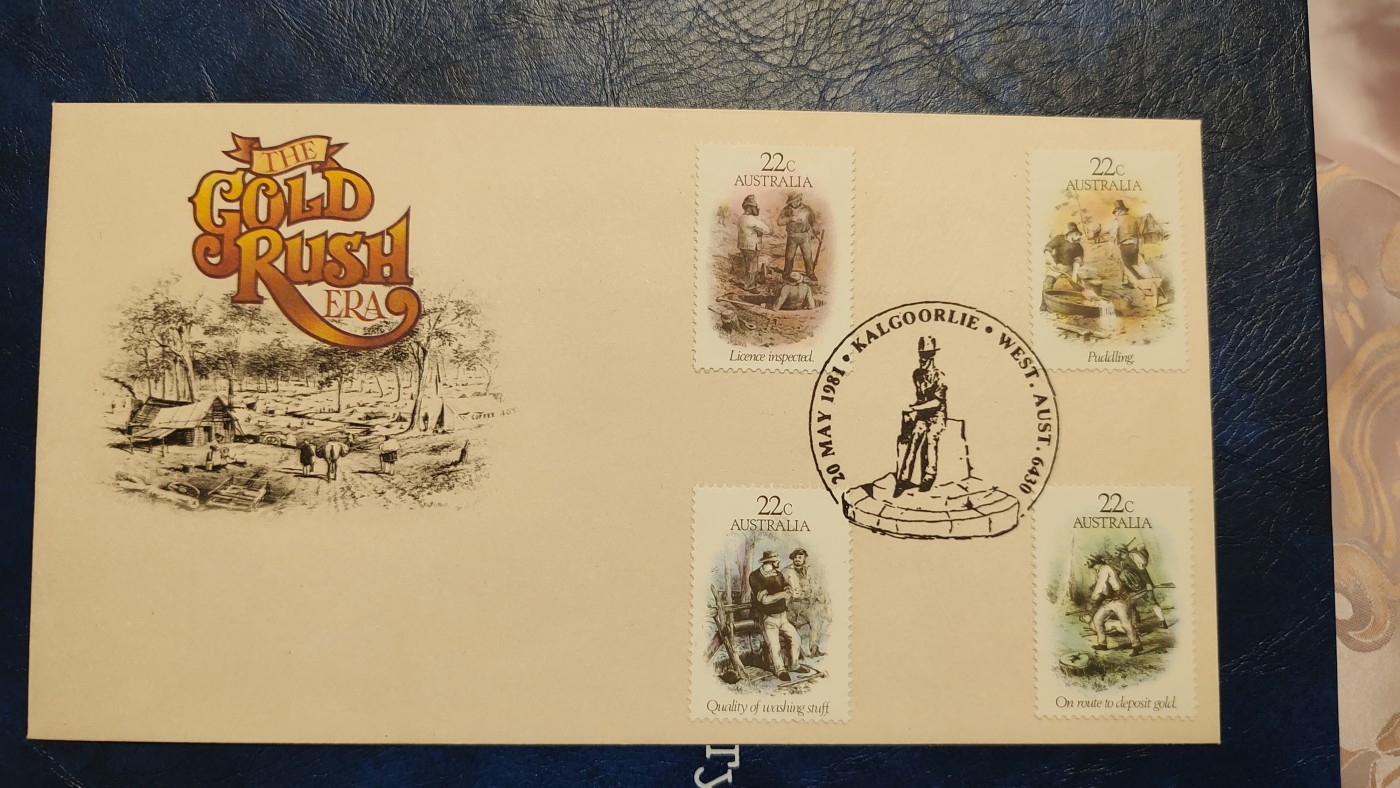 THE
GOLD
RUSH
ERA
22c
AUSTRALIA
Licence inspected.
22c
AUSTRALIA
Puddling.
20 MAY 1981 • KALGOORLIE • WEST. AUST. 6430
22c
AUSTRALIA
Quality of washing stuff.
22c
AUSTRALIA
On route to deposit gold.